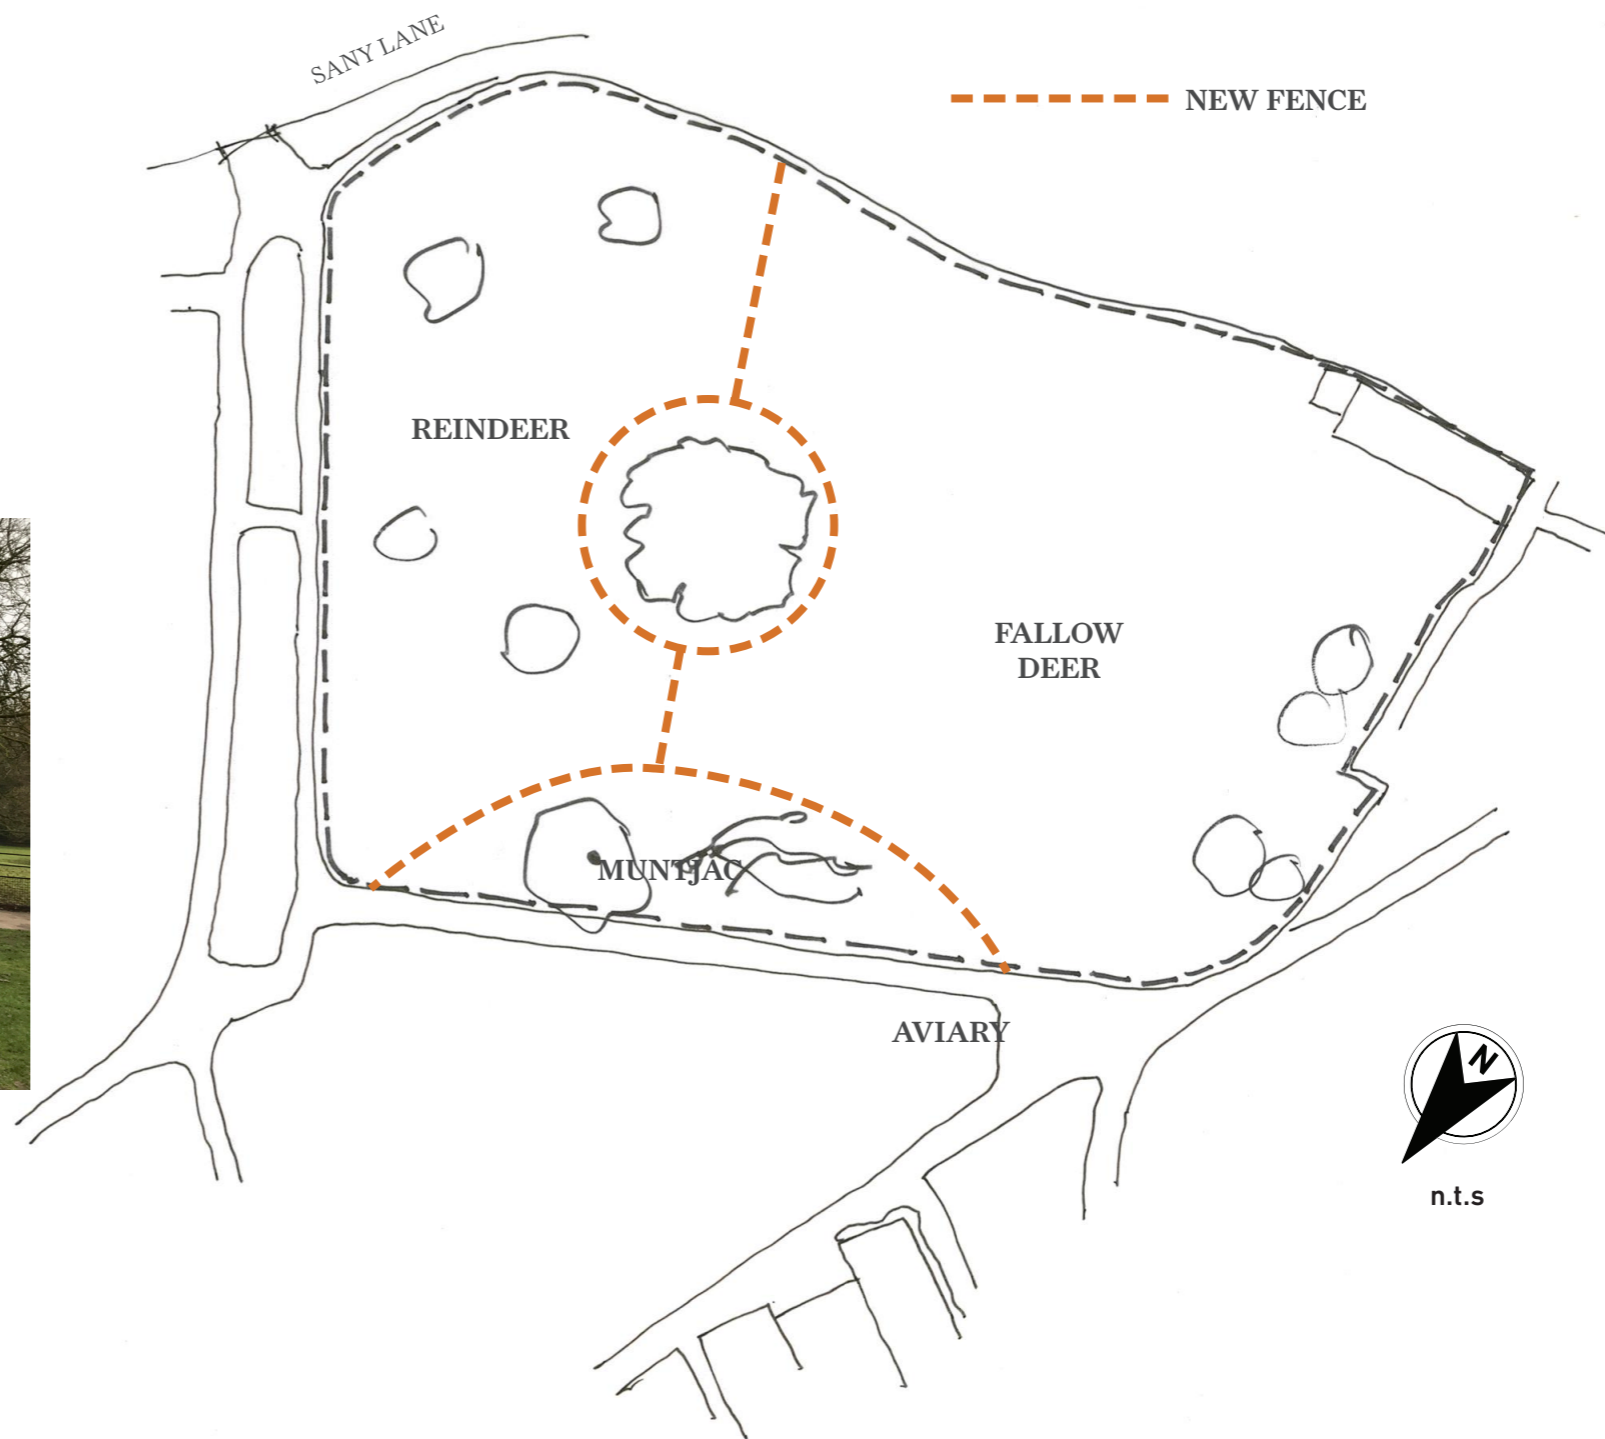 SANY LANE
NEW FENCE
REINDEER
FALLOW
DEER
MUNTJAC
AVIARY
N
n.t.s